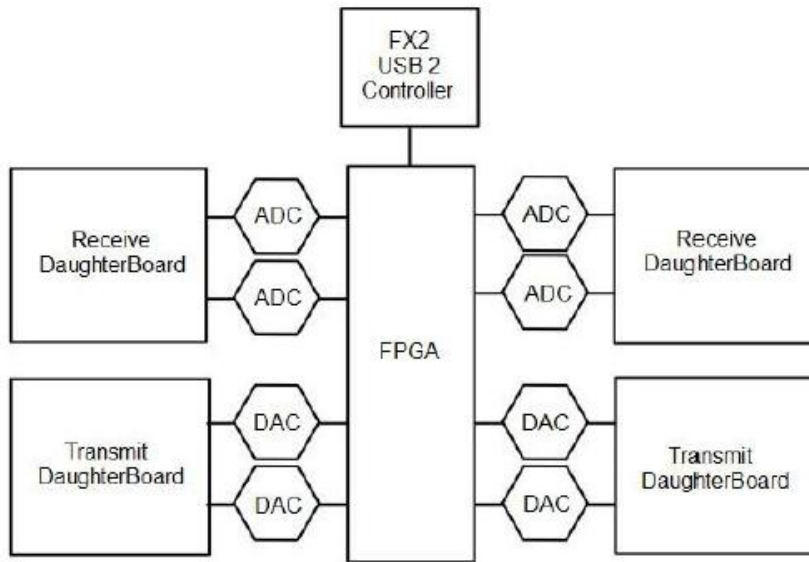 FX2
USB 2
Controller
Receive
DaughterBoard
ADC
ADC
ADC
ADC
Receive
DaughterBoard
FPGA
Transmit
DaughterBoard
DAC
DAC
DAC
DAC
Transmit
DaughterBoard